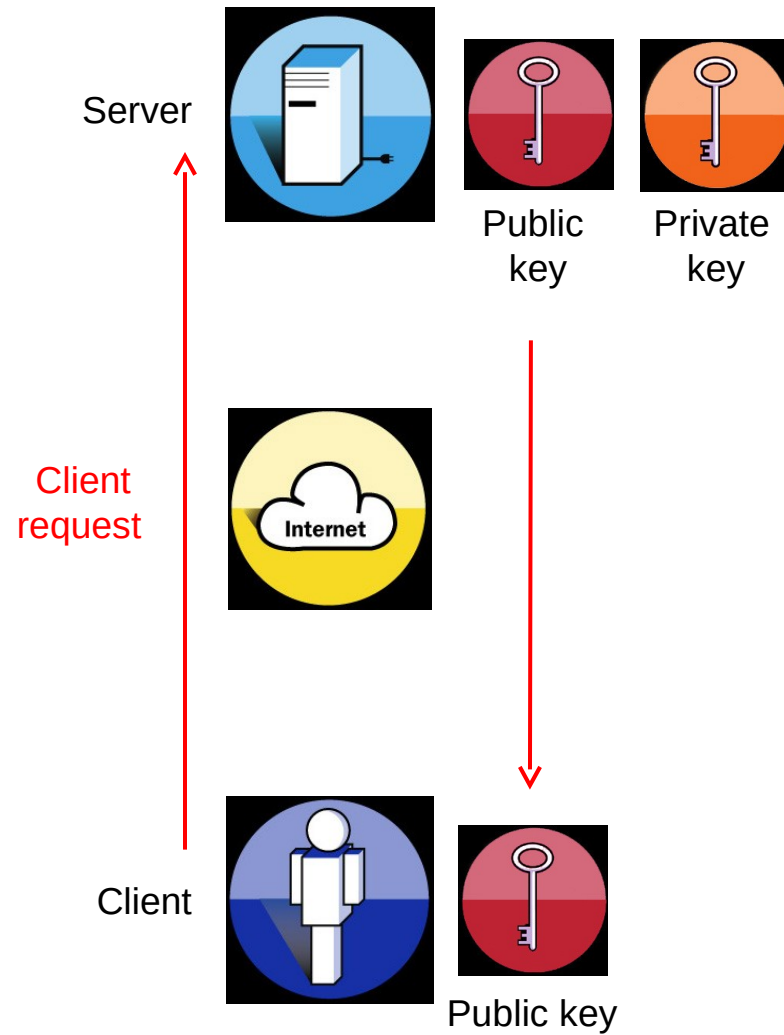 Server
Public
key
Private
key
Client
request
Internet
Client
Public key